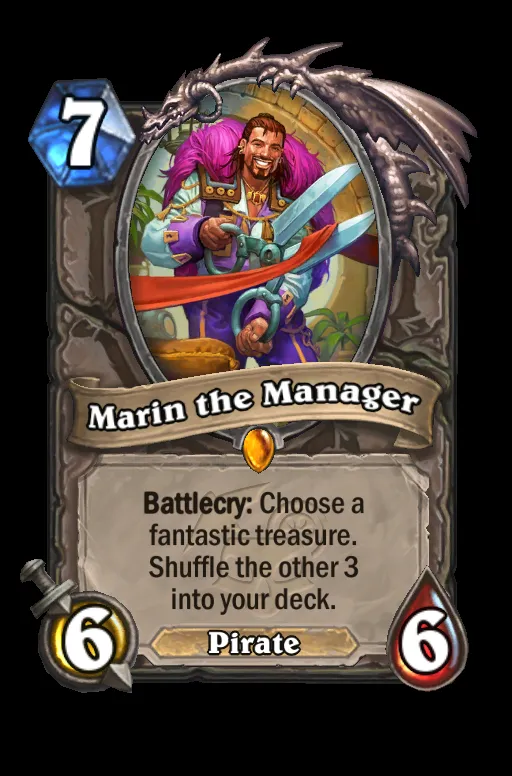 7
Marin the Manager
Battlecry: Choose a
fantastic treasure.
Shuffle the other 3
into your deck.
6
Pirate
6